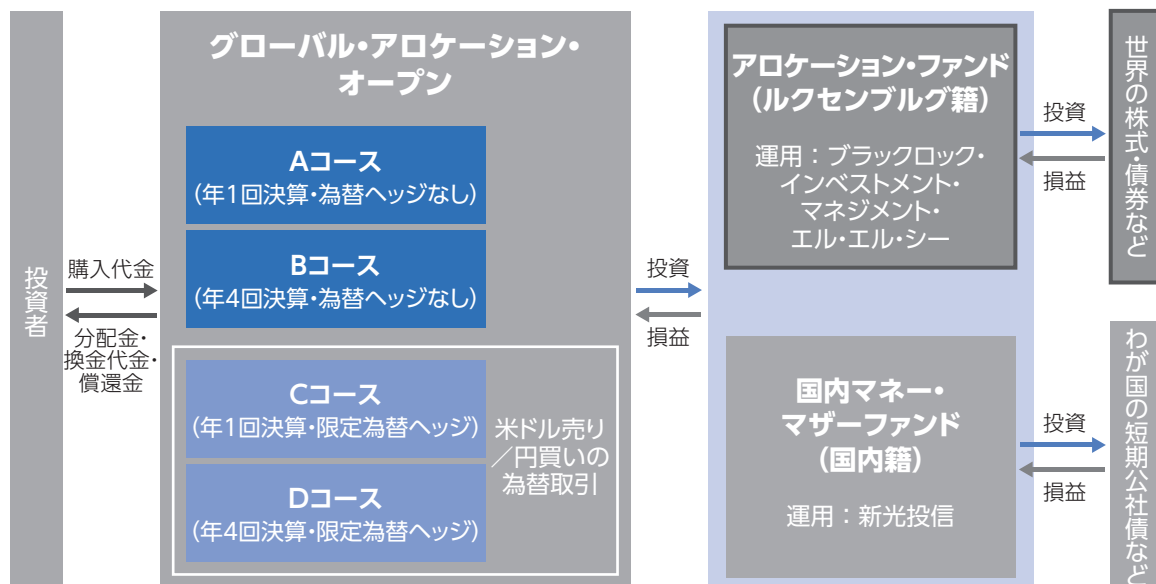 投資者
購入代金
分配金・
換金代金・
償還金
グローバル・アロケーション・
オープン
Aコース
(年1回決算・為替ヘッジなし)
Bコース
(年4回決算・為替ヘッジなし)
Cコース
(年1回決算・限定為替ヘッジ)
Dコース
(年4回決算・限定為替ヘッジ)
米ドル売り
／円買いの
為替取引
投資
損益
アロケーション・ファンド
(ルクセンブルグ籍)
運用：ブラックロック・
インベストメント・
マネジメント・
エル・エル・シー
投資
損益
世界の株式・債券など
国内マネー・
マザーファンド
(国内籍)
運用：新光投信
投資
損益
わが国の短期公社債など